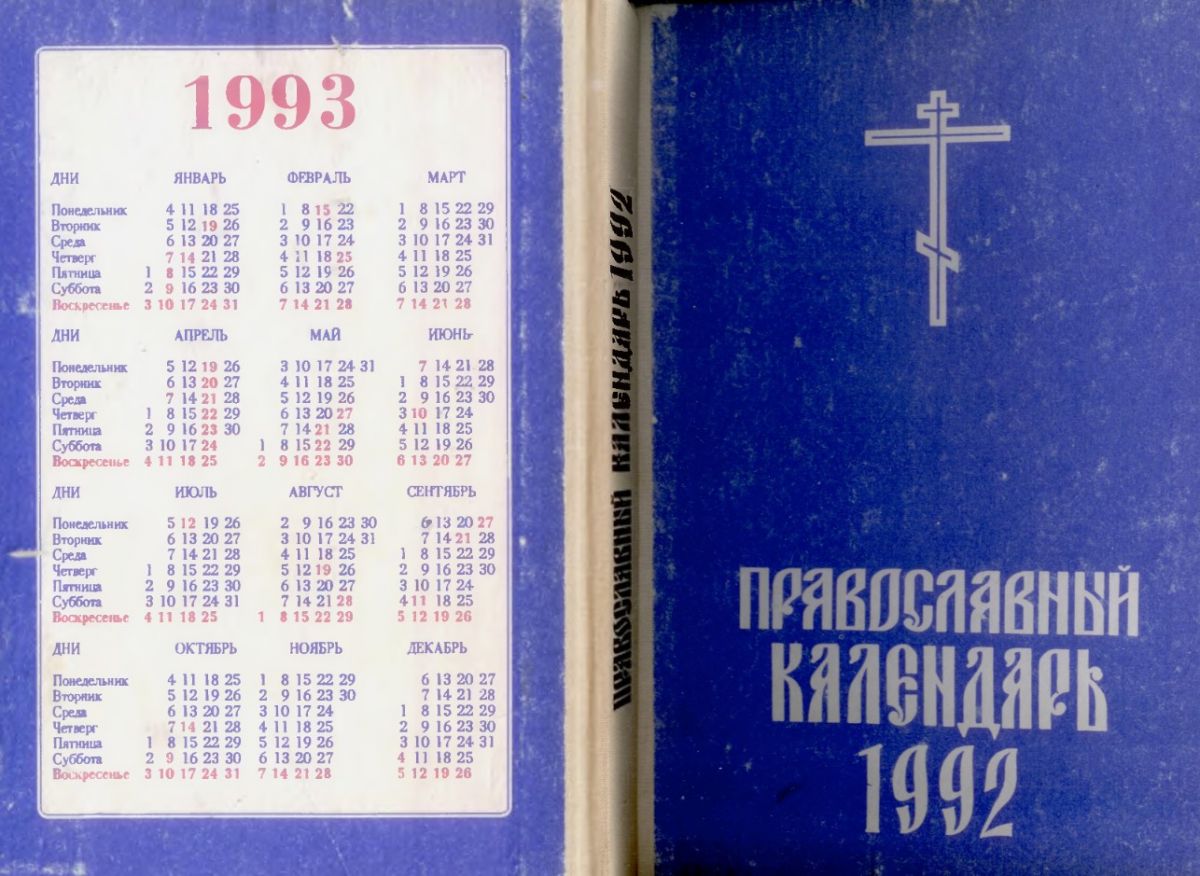 1993
ДНИ ЯНВАРЬ ФЕВРАЛЬ МАРТ
Понедельник 4 11 18 25 1 8 15 22 1 8 15 22 29
Вторник 5 12 19 26 2 9 16 23 2 9 16 23 30
Среда 6 13 20 27 3 10 17 24 3 10 17 24 31
Четверг 7 14 21 28 4 11 18 25 4 11 18 25
Пятница 1 8 15 22 29 5 12 19 26 5 12 19 26
Суббота 2 9 16 23 30 6 13 20 27 6 13 20 27
Воскресенье 3 10 17 24 31 7 14 21 28 7 14 21 28
ДНИ АПРЕЛЬ МАЙ ИЮНЬ
Понедельник 5 12 19 26 3 10 17 24 31 7 14 21 28
Вторник 6 13 20 27 4 11 18 25 1 8 15 22 29
Среда 7 14 21 28 5 12 19 26 2 9 16 23 30
Четверг 1 8 15 22 29 6 13 20 27 3 10 17 24
Пятница 2 9 16 23 30 7 14 21 28 4 11 18 25
Суббота 3 10 17 24 1 8 15 22 29 5 12 19 26
Воскресенье 4 11 18 25 2 9 16 23 30 6 13 20 27
ДНИ ИЮЛЬ АВГУСТ СЕНТЯБРЬ
Понедельник 5 12 19 26 2 9 16 23 30 6 13 20 27
Вторник 6 13 20 27 3 10 17 24 31 7 14 21 28
Среда 7 14 21 28 4 11 18 25 1 8 15 22 29
Четверг 1 8 15 22 29 5 12 19 26 2 9 16 23 30
Пятница 2 9 16 23 30 6 13 20 27 3 10 17 24
Суббота 3 10 17 24 31 7 14 21 28 4 11 18 25
Воскресенье 4 11 18 25 1 8 15 22 29 5 12 19 26
ДНИ ОКТЯБРЬ НОЯБРЬ ДЕКАБРЬ
Понедельник 4 11 18 25 1 8 15 22 29 6 13 20 27
Вторник 5 12 19 26 2 9 16 23 30 7 14 21 28
Среда 6 13 20 27 3 10 17 24 1 8 15 22 29
Четверг 7 14 21 28 4 11 18 25 2 9 16 23 30
Пятница 1 8 15 22 29 5 12 19 26 3 10 17 24 31
Суббота 2 9 16 23 30 6 13 20 27 4 11 18 25
Воскресенье 3 10 17 24 31 7 14 21 28 5 12 19 26
ПРАВОСЛАВНЫЙ КАЛЕНДАРЬ 1992
ПРАВОСЛАВНЫЙ
КАЛЕНДАРЬ
1992